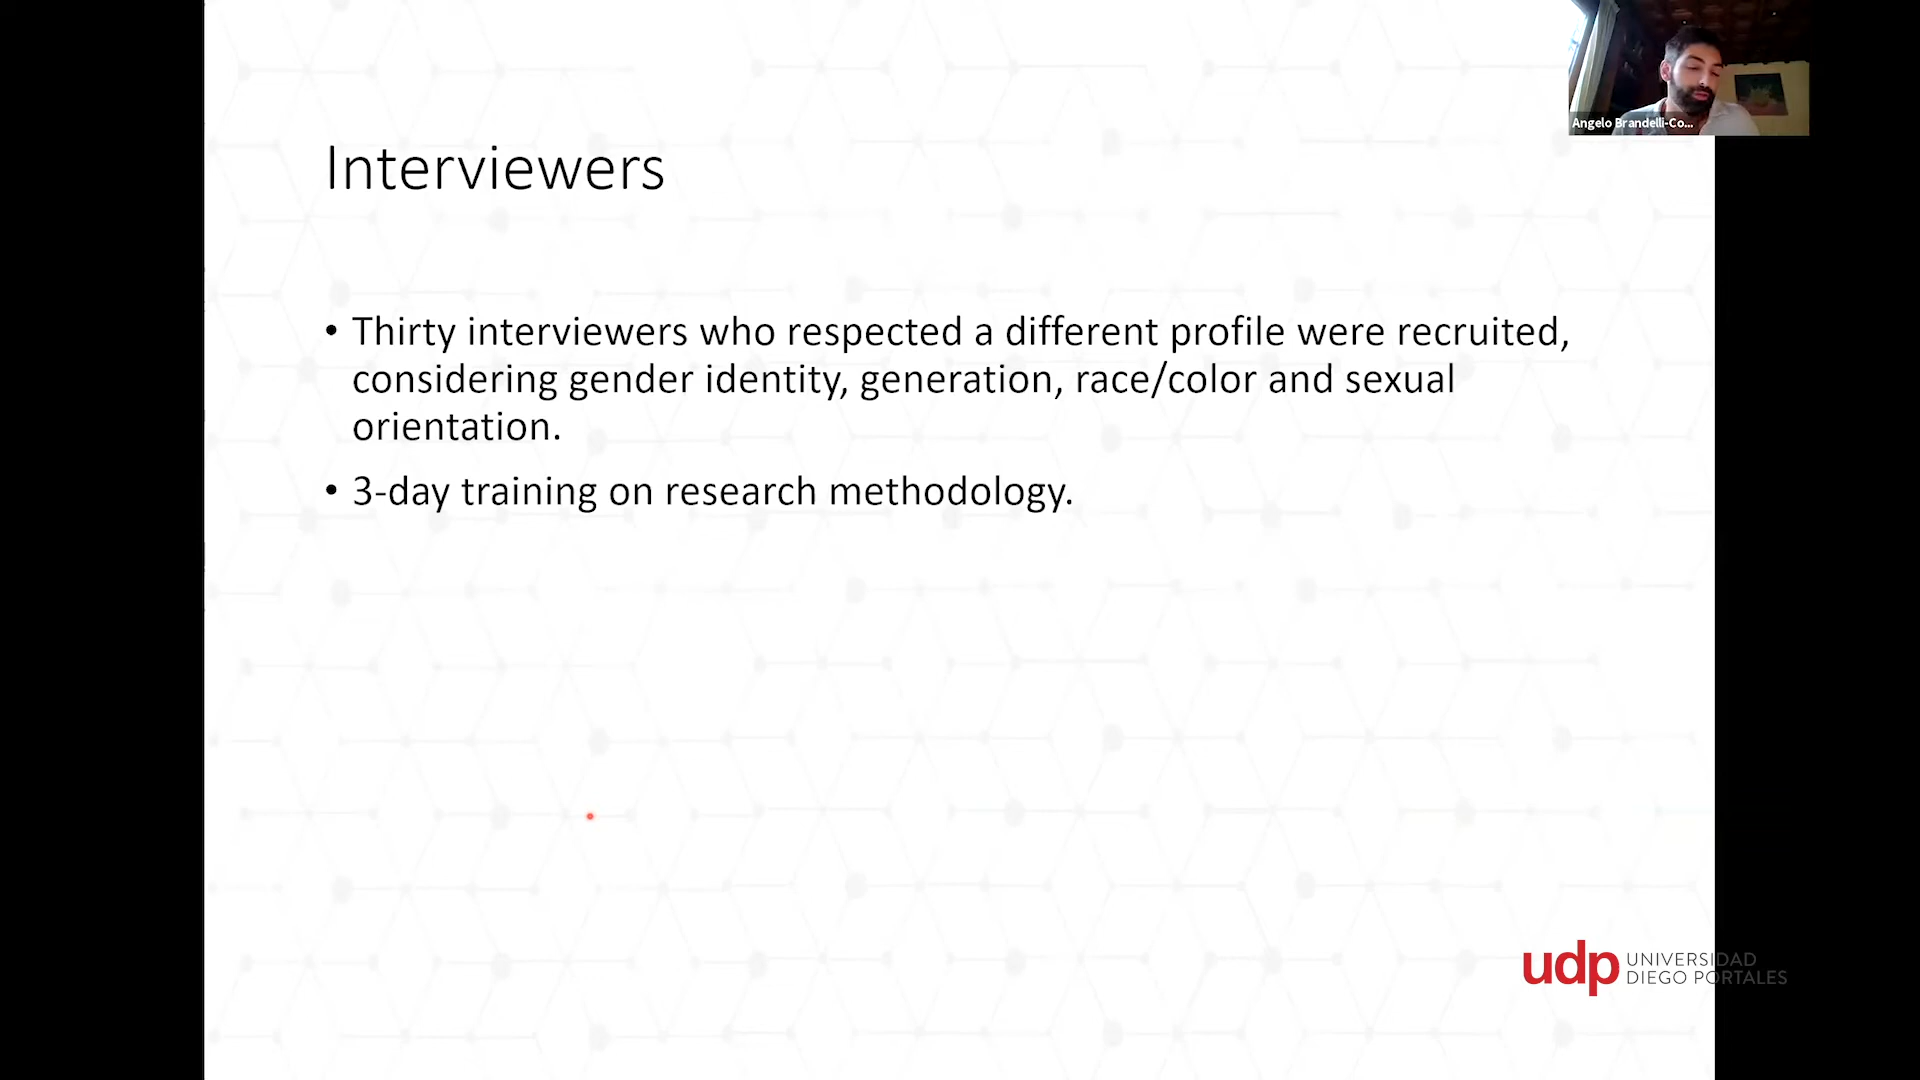 Angelo Brandelli-Co...
Interviewers
• Thirty interviewers who respected a different profile were recruited,
considering gender identity, generation, race/color and sexual
orientation.
• 3-day training on research methodology.
udp UNIVERSIDAD
DIEGO PORTALES